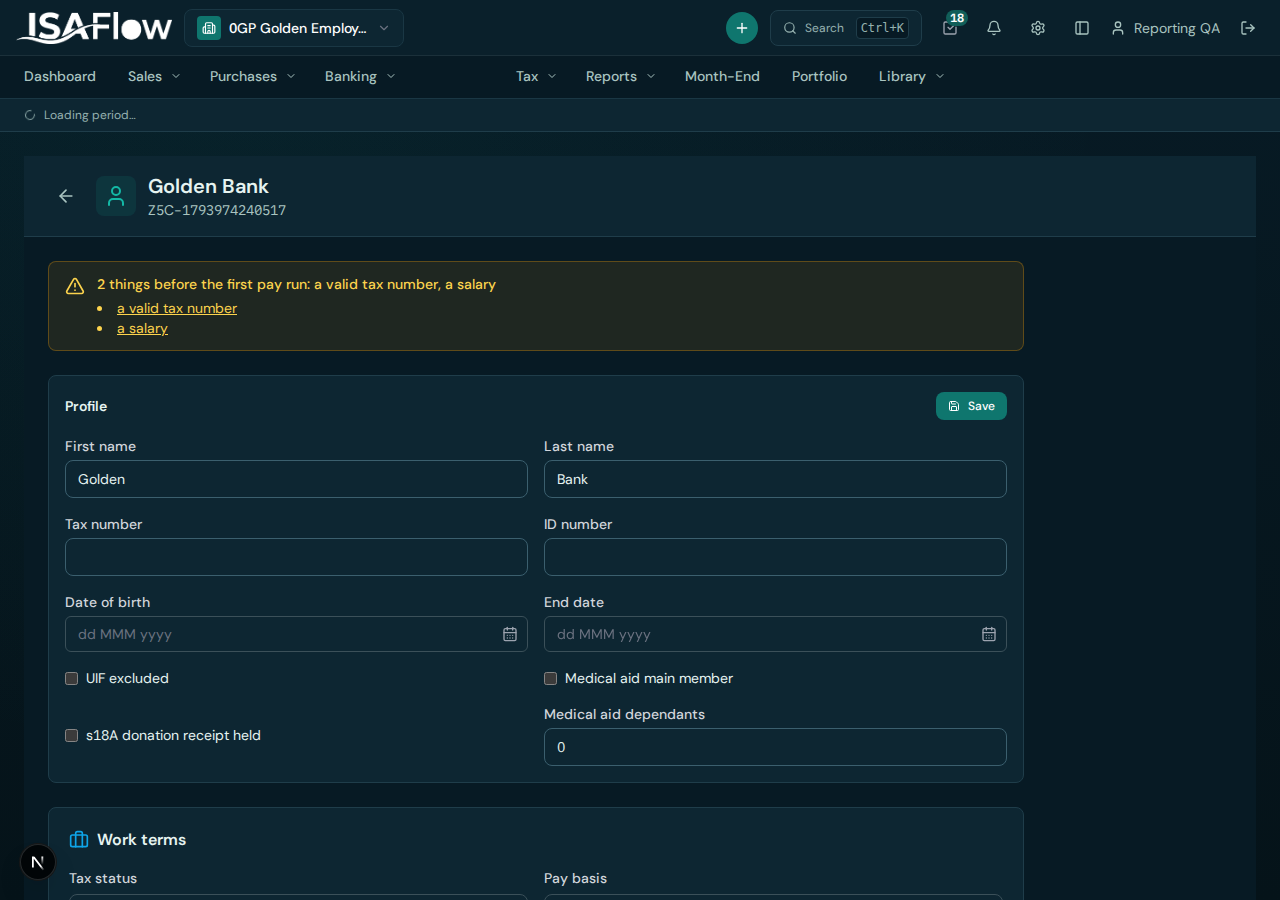 ISAFlow
0GP Golden Employ...
Search Ctrl+K
18
Reporting QA
Dashboard Sales Purchases Banking Tax Reports Month-End Portfolio Library
Loading period...
Golden Bank
Z5C-1793974240517
2 things before the first pay run: a valid tax number, a salary
a valid tax number
a salary
Profile
Save
First name
Last name
Golden
Bank
Tax number
ID number
Date of birth
End date
dd MMM yyyy
dd MMM yyyy
UIF excluded
Medical aid main member
Medical aid dependants
s18A donation receipt held
0
Work terms
N
Tax status
Pay basis